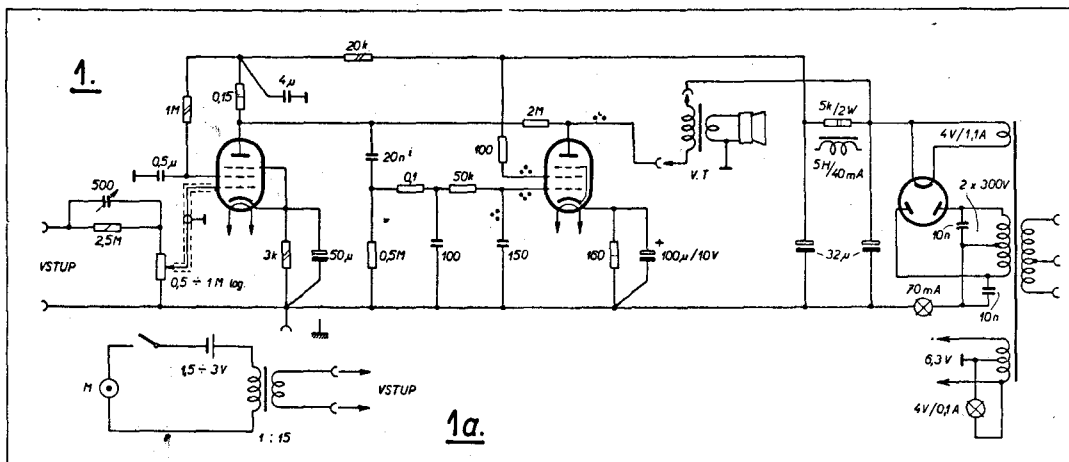 1.
20k
1M
0,15
4µ
0,5µ
500
2,5M
VSTUP
0,5 ÷ 1M log.
3k
50µ
20n
0,1
50k
0,5M
100
150
2M
100
160
+
100µ/10V
V.T
5k/2W
5H/40mA
32µ
4V/1,1A
2 x 300V
10n
10n
70mA
6,3V
4V/0,1A
M
1,5 ÷ 3V
1 : 15
VSTUP
1a.